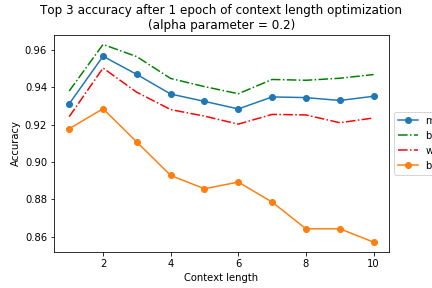 Top 3 accuracy after 1 epoch of context length optimization
(alpha parameter = 0.2)
0.96
0.94
0.92
0.90
0.88
0.86
Accuracy
2
4
6
8
10
Context length